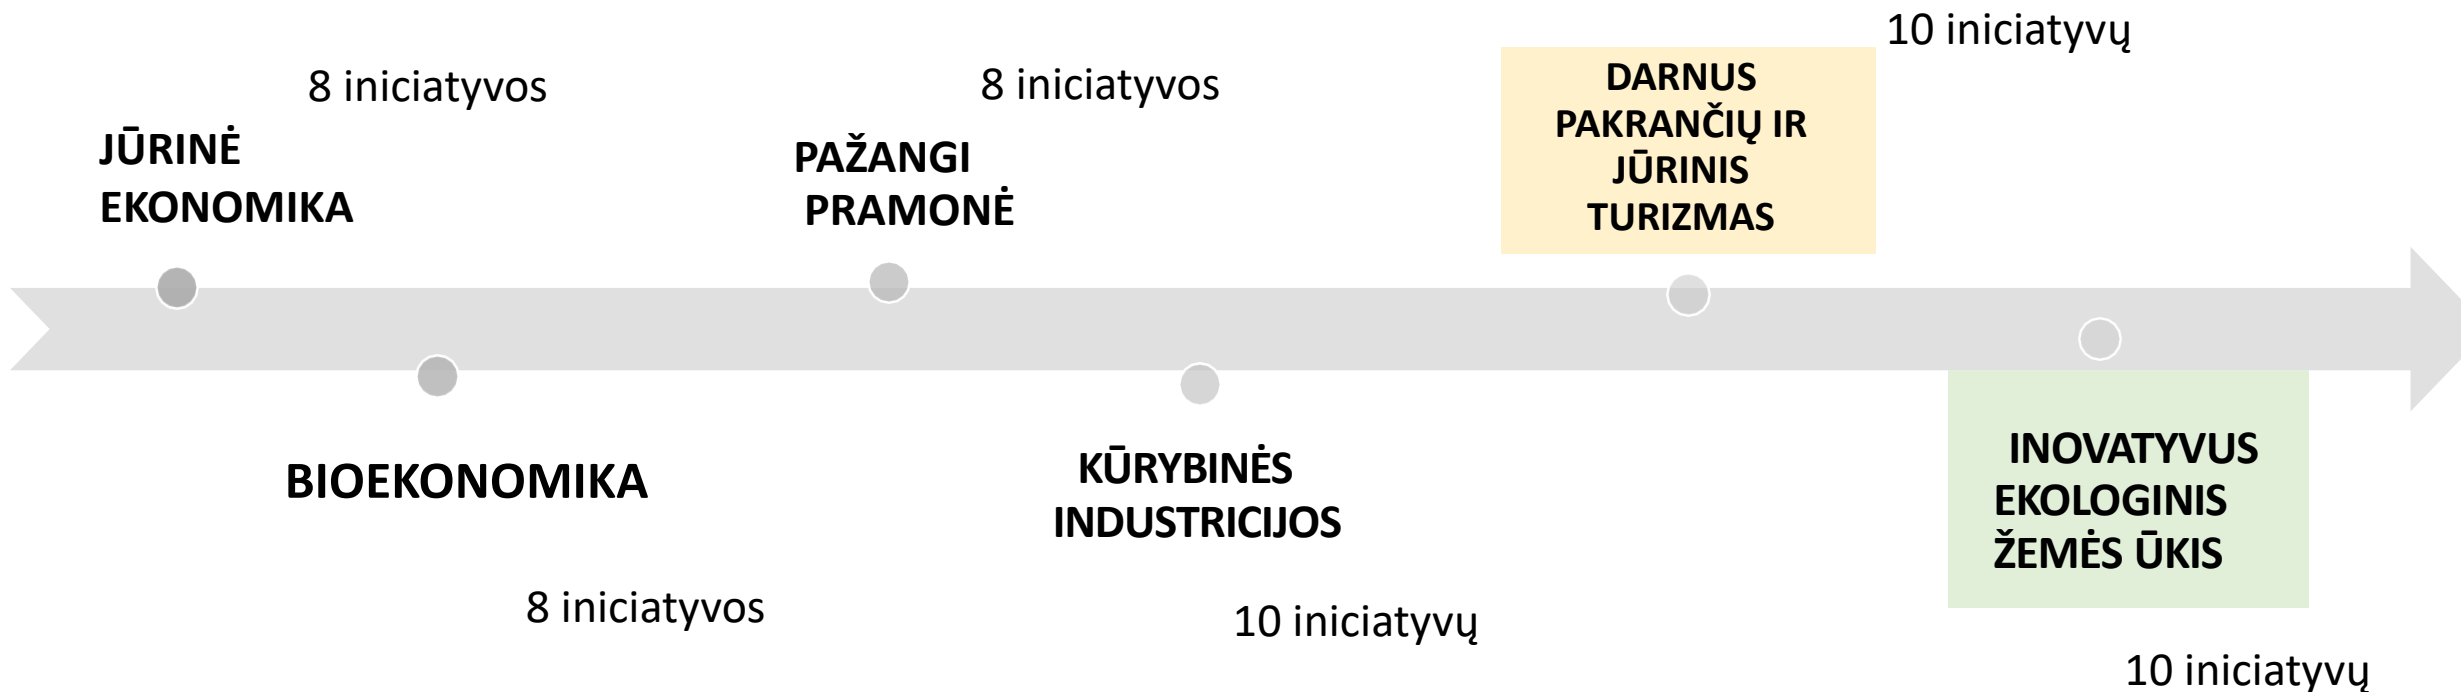 JŪRINĖ
EKONOMIKA
8 iniciatyvos
BIOEKONOMIKA
8 iniciatyvos
PAŽANGI
PRAMONĖ
8 iniciatyvos
KŪRYBINĖS
INDUSTRICIJOS
10 iniciatyvų
DARNUS
PAKRANČIŲ IR
JŪRINIS
TURIZMAS
10 iniciatyvų
INOVATYVUS
EKOLOGINIS
ŽEMĖS ŪKIS
10 iniciatyvų